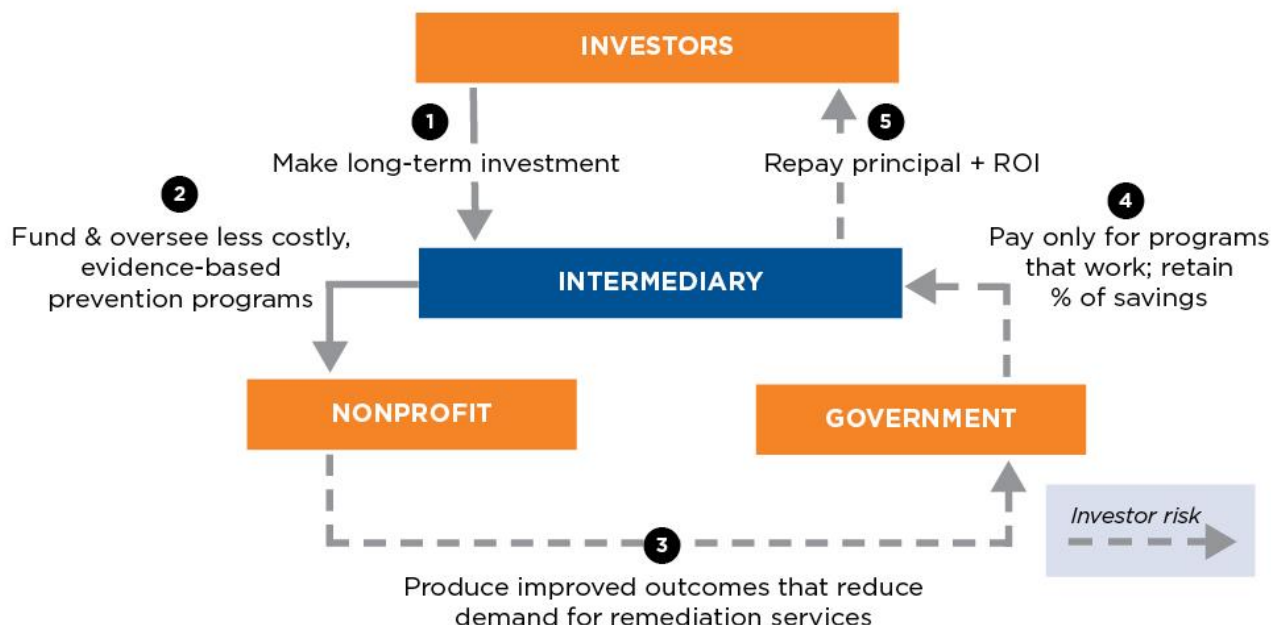 INVESTORS
1
Make long-term investment
5
Repay principal + ROI
2
Fund & oversee less costly,
evidence-based
prevention programs
4
Pay only for programs
that work; retain
% of savings
INTERMEDIARY
NONPROFIT
GOVERNMENT
Investor risk
3
Produce improved outcomes that reduce
demand for remediation services